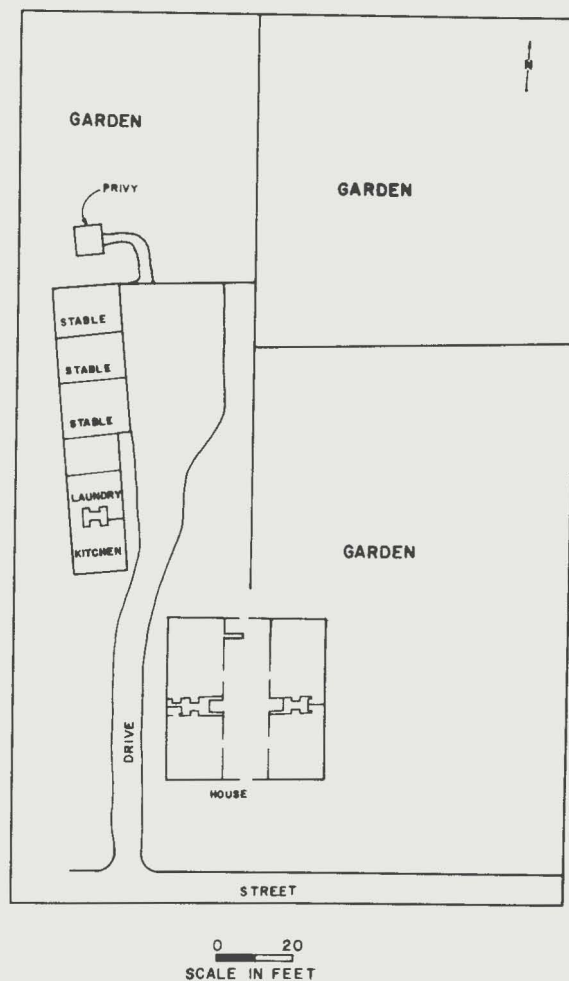 N
GARDEN
GARDEN
PRIVY
STABLE
STABLE
STABLE
LAUNDRY
KITCHEN
GARDEN
DRIVE
HOUSE
STREET
0 20
SCALE IN FEET